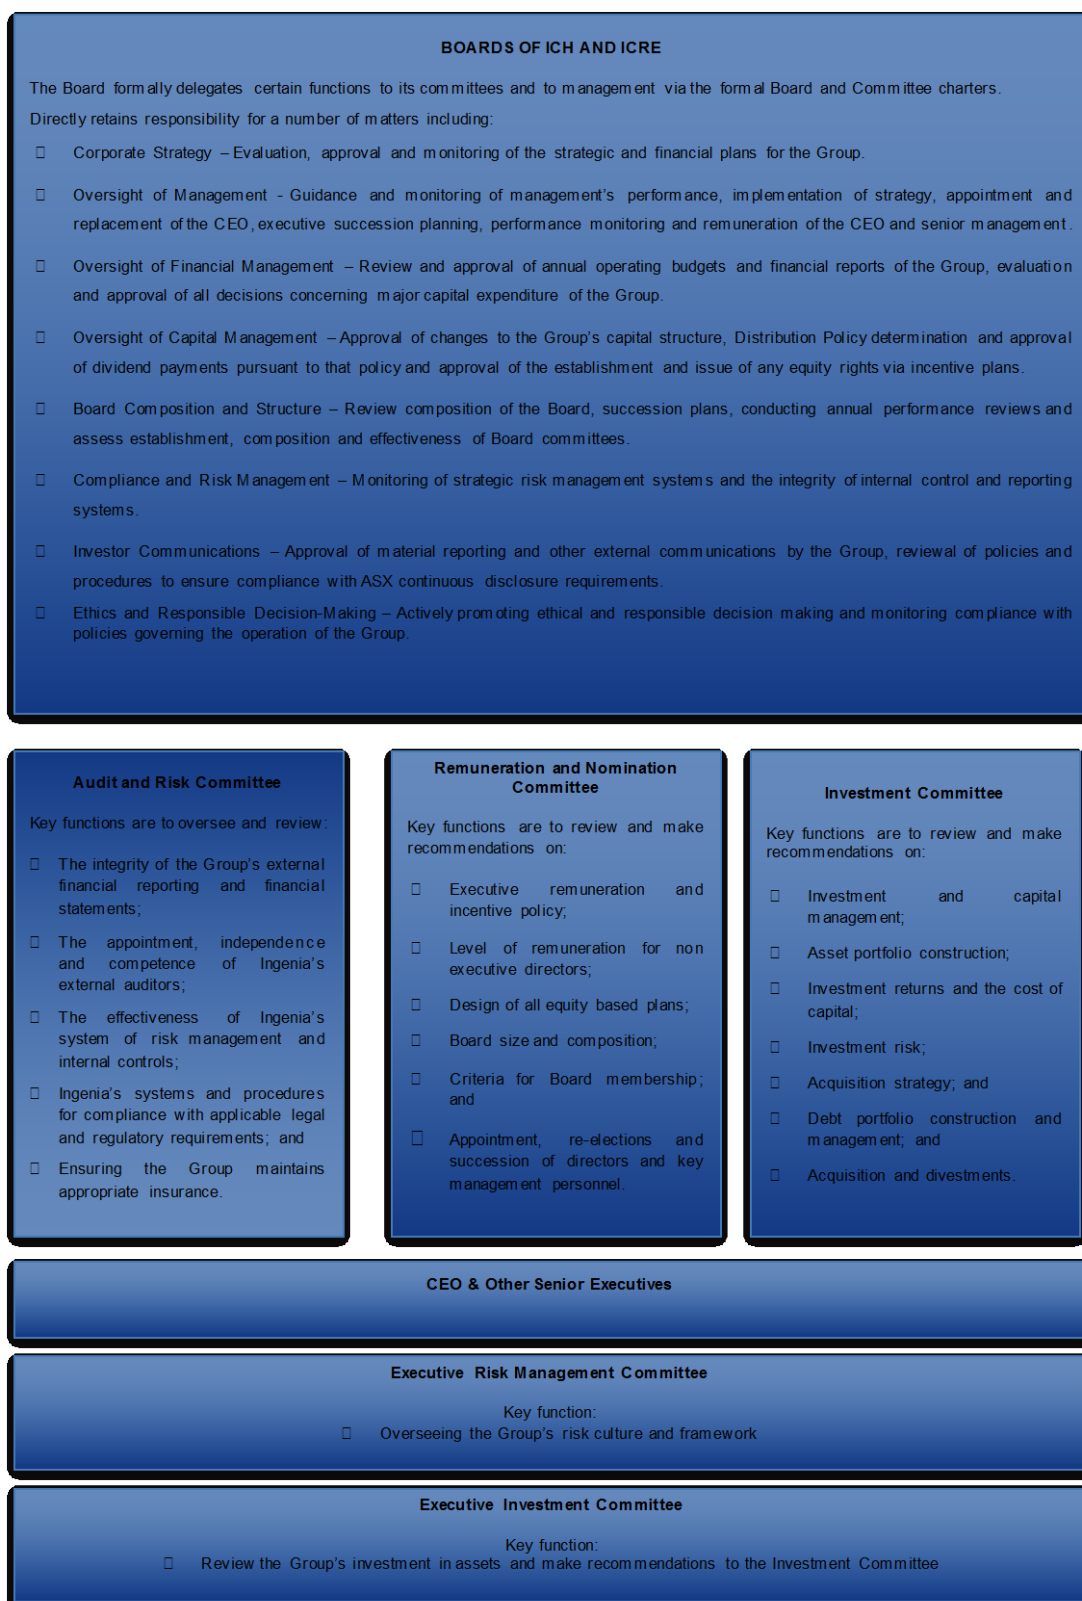 BOARDS OF ICH AND ICRE
The Board formally delegates certain functions to its committees and to management via the formal Board and Committee charters.
Directly retains responsibility for a number of matters including:
Corporate Strategy – Evaluation, approval and monitoring of the strategic and financial plans for the Group.
Oversight of Management - Guidance and monitoring of management's performance, implementation of strategy, appointment and
replacement of the CEO, executive succession planning, performance monitoring and remuneration of the CEO and senior management.
Oversight of Financial Management – Review and approval of annual operating budgets and financial reports of the Group, evaluation
and approval of all decisions concerning major capital expenditure of the Group.
Oversight of Capital Management – Approval of changes to the Group's capital structure, Distribution Policy determination and approval
of dividend payments pursuant to that policy and approval of the establishment and issue of any equity rights via incentive plans.
Board Composition and Structure – Review composition of the Board, succession plans, conducting annual performance reviews and
assess establishment, composition and effectiveness of Board committees.
Compliance and Risk Management – Monitoring of strategic risk management systems and the integrity of internal control and reporting
systems.
Investor Communications – Approval of material reporting and other external communications by the Group, reviewal of policies and
procedures to ensure compliance with ASX continuous disclosure requirements.
Ethics and Responsible Decision-Making – Actively promoting ethical and responsible decision making and monitoring compliance with
policies governing the operation of the Group.
Audit and Risk Committee
Key functions are to oversee and review:
The integrity of the Group's external
financial reporting and financial
statements;
The appointment, independence
and competence of Ingenia's
external auditors;
The effectiveness of Ingenia's
system of risk management and
internal controls;
Ingenia's systems and procedures
for compliance with applicable legal
and regulatory requirements; and
Ensuring the Group maintains
appropriate insurance.
Remuneration and Nomination
Committee
Key functions are to review and make
recommendations on:
Executive remuneration and
incentive policy;
Level of remuneration for non
executive directors;
Design of all equity based plans;
Board size and composition;
Criteria for Board membership;
and
Appointment, re-elections and
succession of directors and key
management personnel.
Investment Committee
Key functions are to review and make
recommendations on:
Investment and capital
management;
Asset portfolio construction;
Investment returns and the cost of
capital;
Investment risk;
Acquisition strategy; and
Debt portfolio construction and
management; and
Acquisition and divestments.
CEO & Other Senior Executives
Executive Risk Management Committee
Key function:
Overseeing the Group's risk culture and framework
Executive Investment Committee
Key function:
Review the Group's investment in assets and make recommendations to the Investment Committee